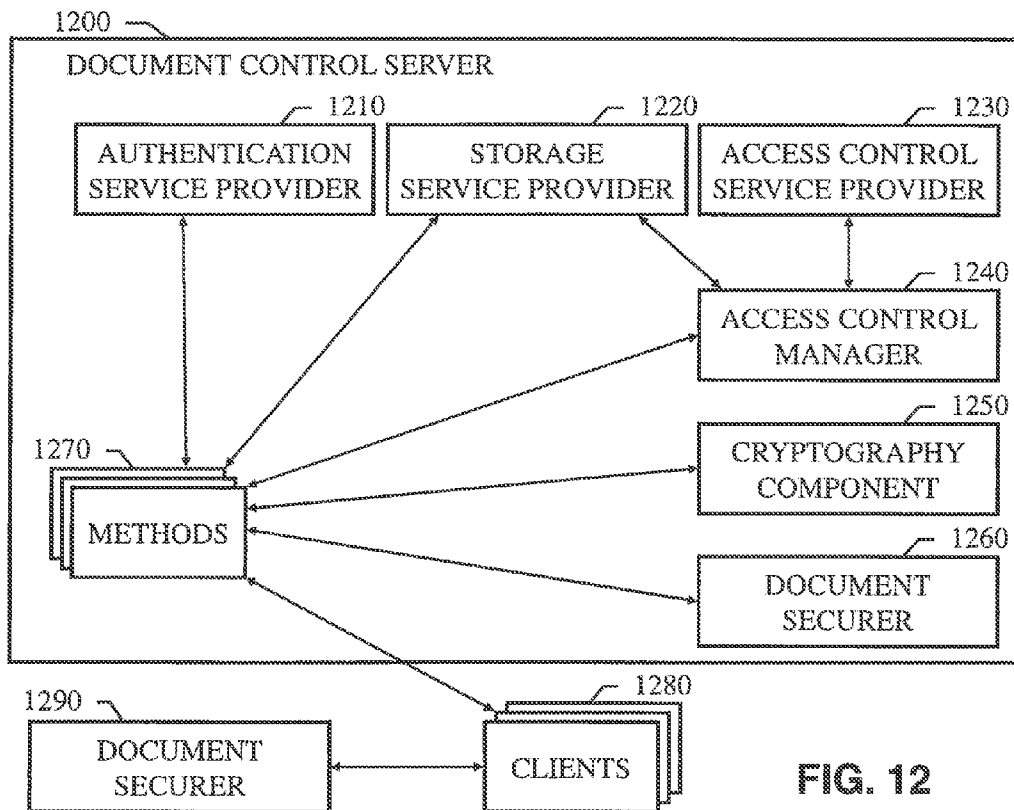 1200
DOCUMENT CONTROL SERVER
1210
AUTHENTICATION
SERVICE PROVIDER
1220
STORAGE
SERVICE PROVIDER
1230
ACCESS CONTROL
SERVICE PROVIDER
1240
ACCESS CONTROL
MANAGER
1250
CRYPTOGRAPHY
COMPONENT
1270
METHODS
1260
DOCUMENT
SECURER
1290
DOCUMENT
SECURER
1280
CLIENTS
FIG. 12